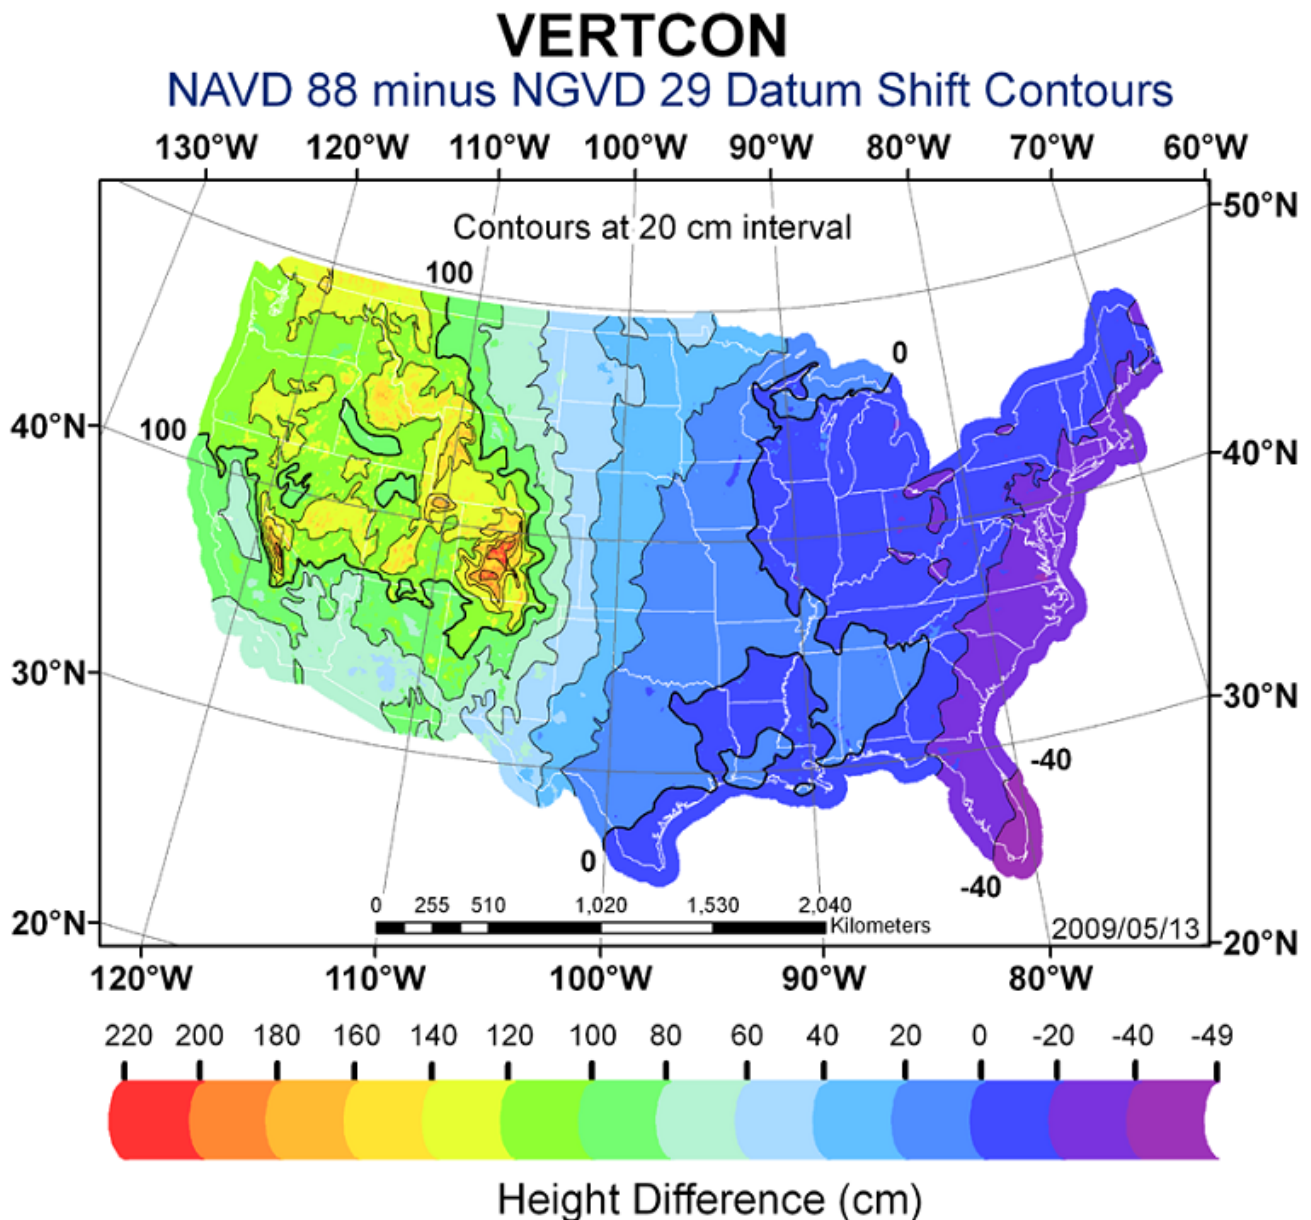 VERTCON
NAVD 88 minus NGVD 29 Datum Shift Contours
130°W 120°W 110°W 100°W 90°W 80°W 70°W 60°W
50°N
Contours at 20 cm interval
100
0
40°N
100
40°N
30°N
30°N
-40
0
-40
0 255 510 1,020 1,530 2,040
Kilometers
20°N
2009/05/13
20°N
120°W 110°W 100°W 90°W 80°W
220 200 180 160 140 120 100 80 60 40 20 0 -20 -40 -49
Height Difference (cm)